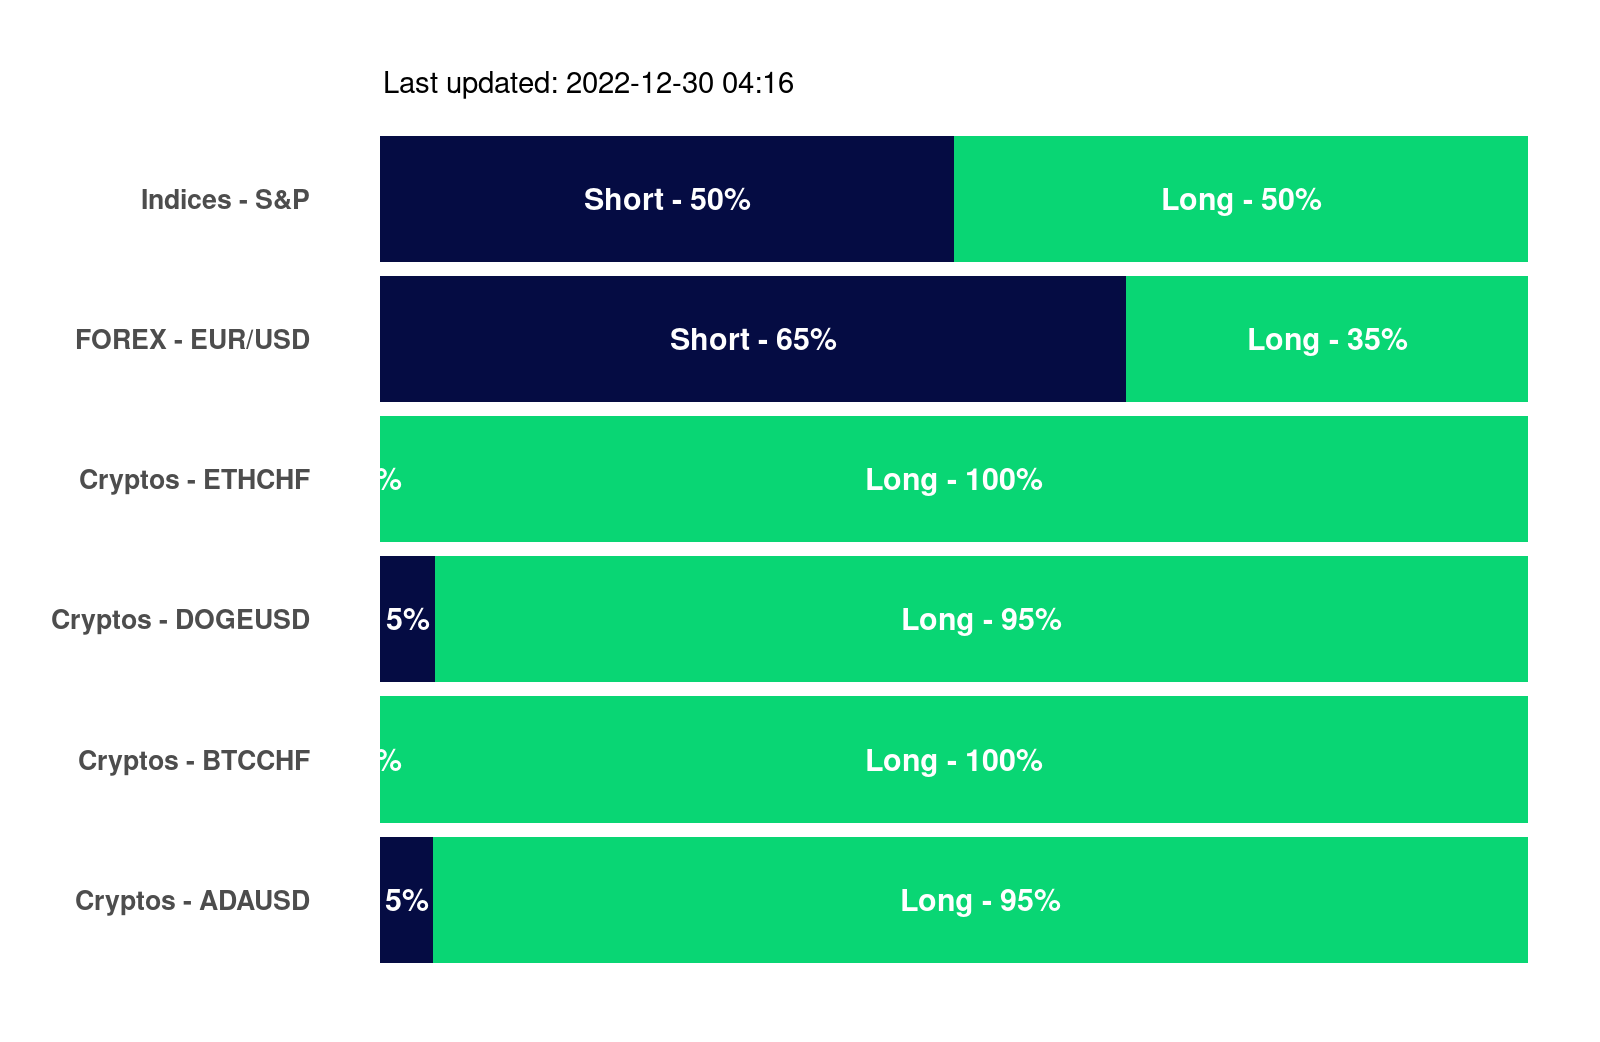 Last updated: 2022-12-30 04:16
Indices - S&P Short - 50% Long - 50%
FOREX - EUR/USD Short - 65% Long - 35%
Cryptos - ETHCHF % Long - 100%
Cryptos - DOGEUSD 5% Long - 95%
Cryptos - BTCCHF % Long - 100%
Cryptos - ADAUSD 5% Long - 95%